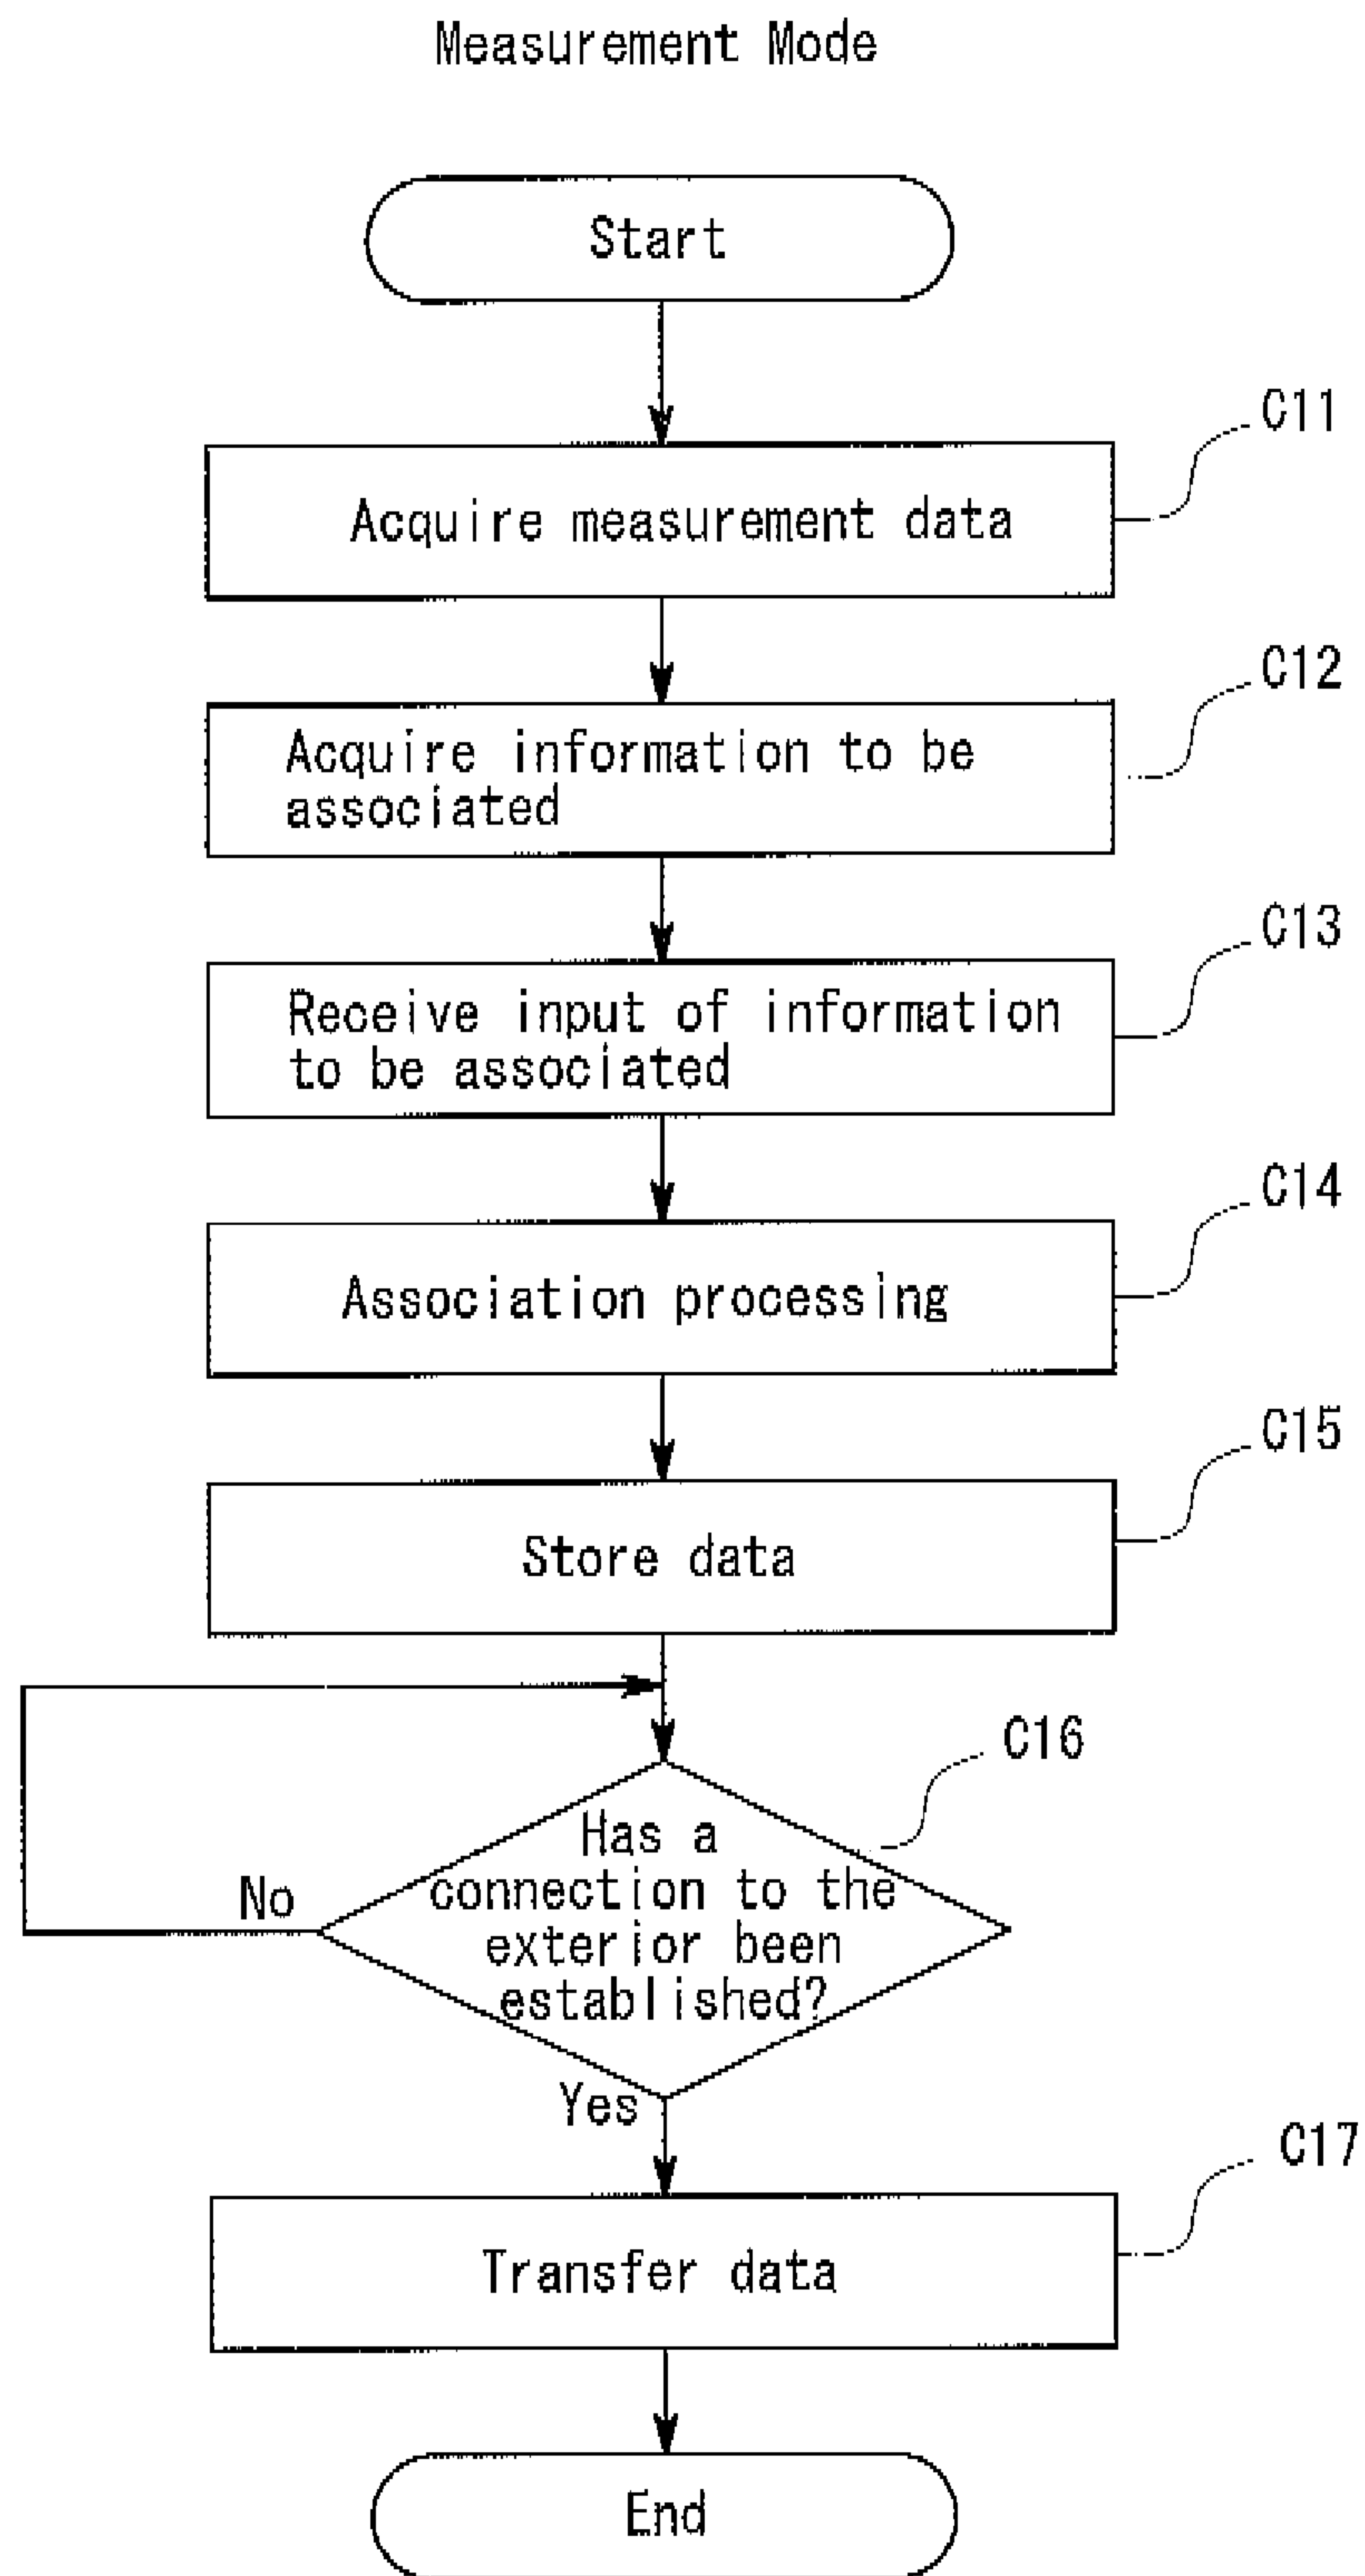 Measurement Mode
Start
C11
Acquire measurement data
C12
Acquire information to be
associated
C13
Receive input of information
to be associated
C14
Association processing
C15
Store data
C16
Has a
connection to the
exterior been
established?
No
Yes
C17
Transfer data
End